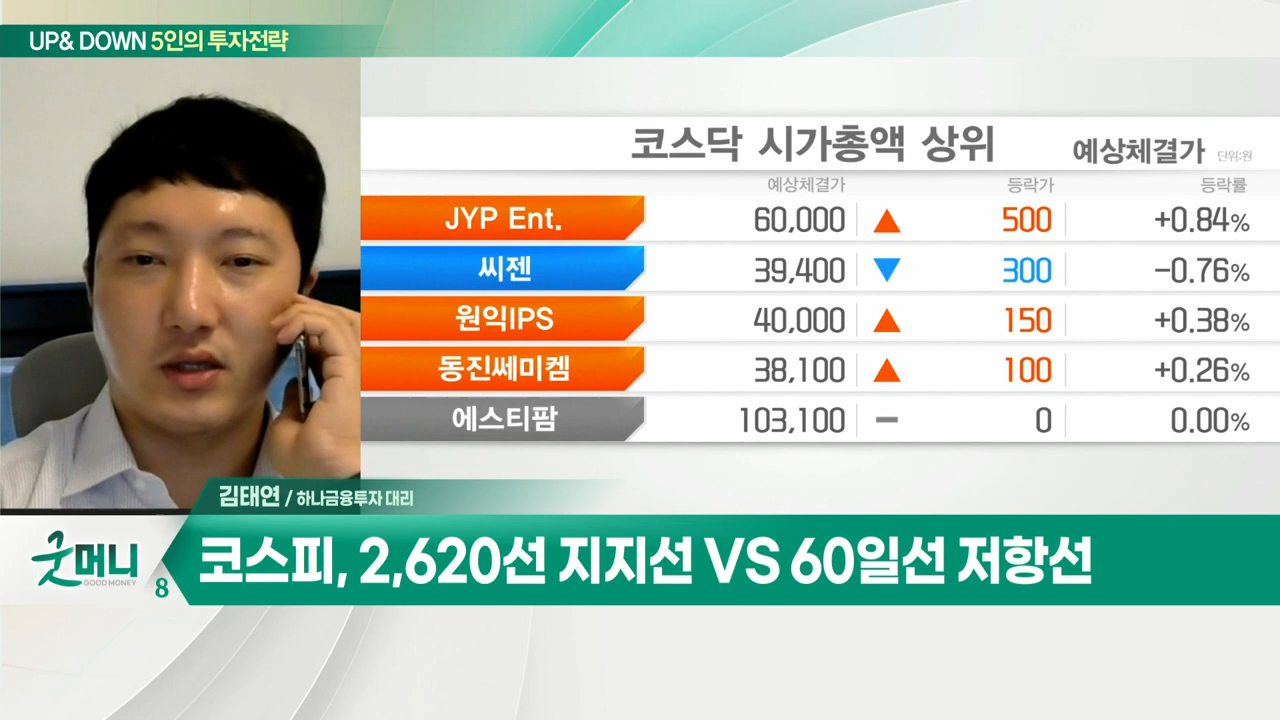 UP& DOWN 5인의 투자전략
코스닥 시가총액 상위
예상체결가 단위:원
예상체결가 등락가 등락률
JYP Ent. 60,000 ▲ 500 +0.84%
씨젠 39,400 ▼ 300 -0.76%
원익IPS 40,000 ▲ 150 +0.38%
동진쎄미켐 38,100 ▲ 100 +0.26%
에스티팜 103,100 - 0 0.00%
김태연 / 하나금융투자 대리
굿머니
GOOD MONEY
8
코스피, 2,620선 지지선 VS 60일선 저항선